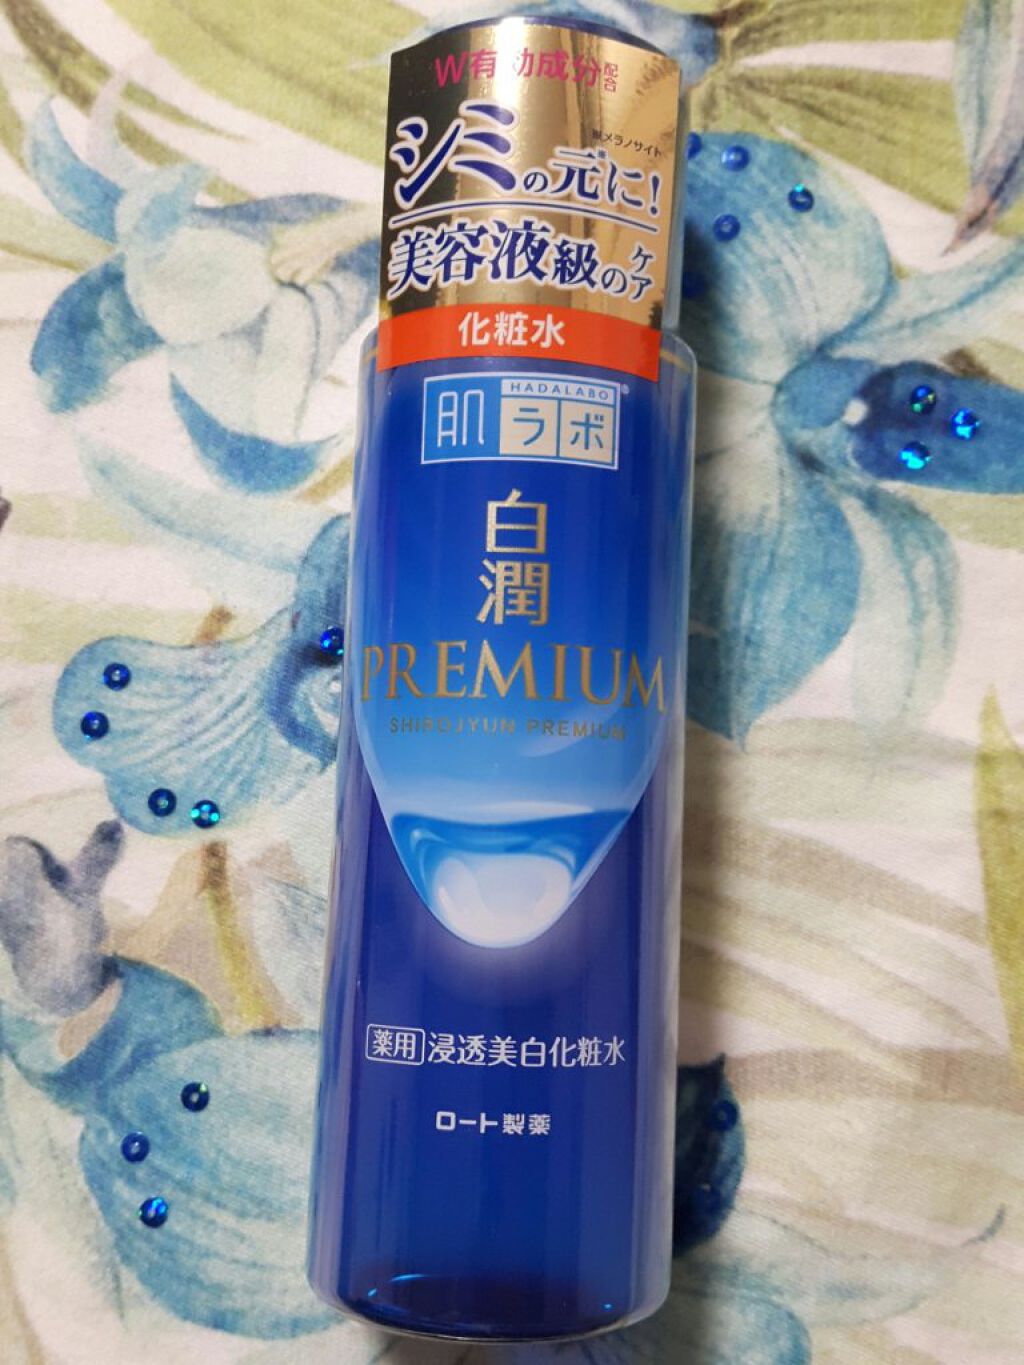 W有効成分配合
※メラノサイト
シミの元※に!
美容液級のケア
化粧水
HADALABO®
肌ラボ
白潤
PREMIUM
SHIROJYUN PREMIUM
薬用 浸透美白化粧水
ロート製薬